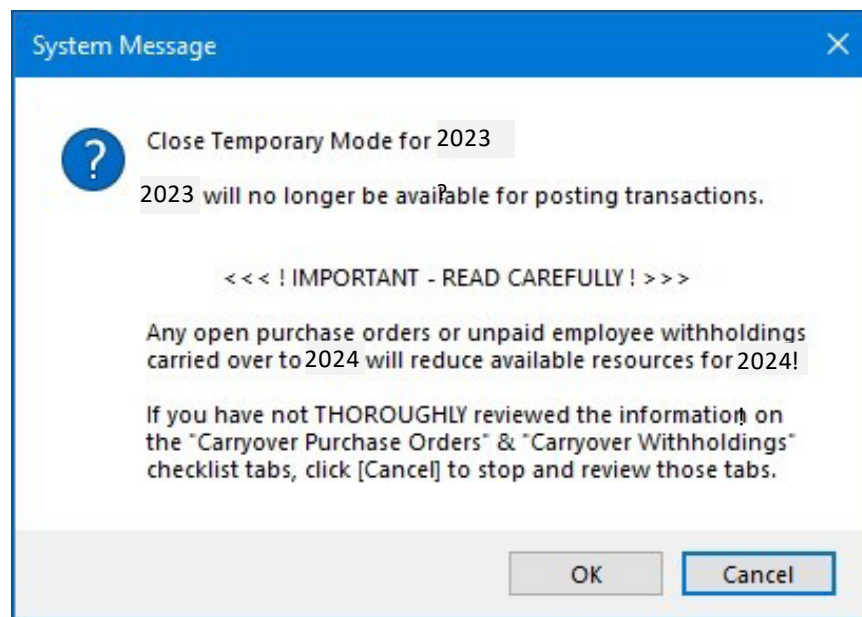 System Message
Close Temporary Mode for 2023
2023 will no longer be available for posting transactions.
< < < ! IMPORTANT - READ CAREFULLY ! > > >
Any open purchase orders or unpaid employee withholdings
carried over to 2024 will reduce available resources for 2024!
If you have not THOROUGHLY reviewed the information on
the "Carryover Purchase Orders" & "Carryover Withholdings"
checklist tabs, click [Cancel] to stop and review those tabs.
OK
Cancel